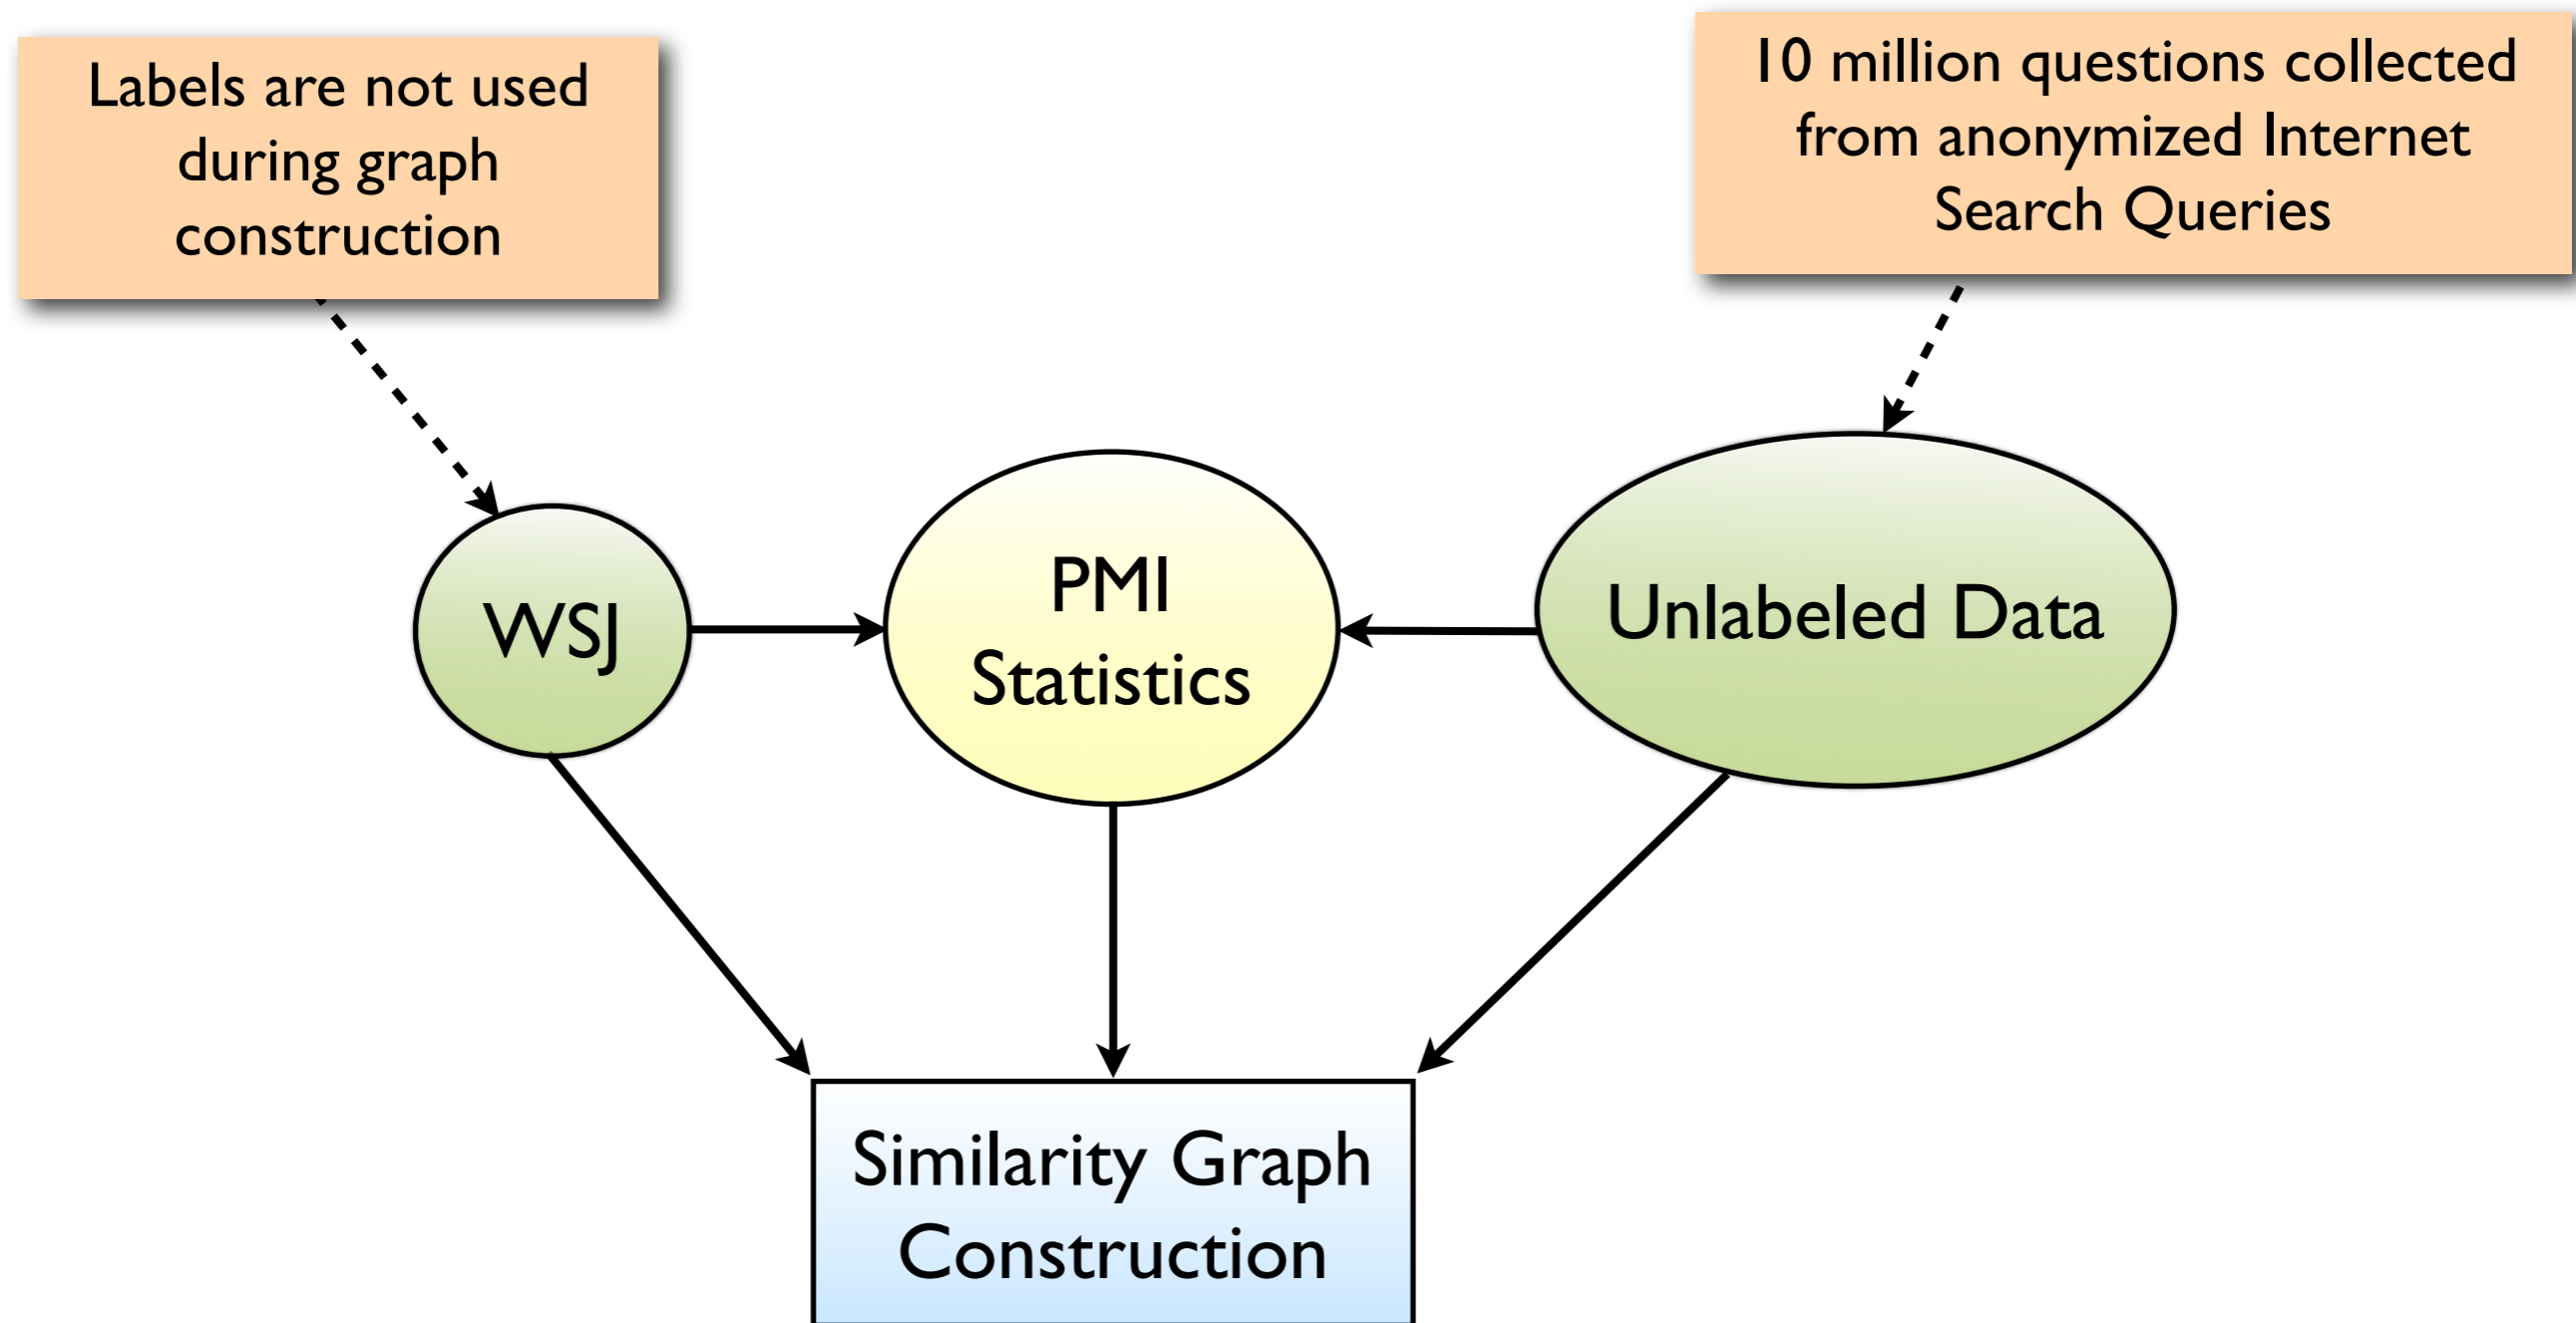 Labels are not used
during graph
construction
10 million questions collected
from anonymized Internet
Search Queries
WSJ
PMI
Statistics
Unlabeled Data
Similarity Graph
Construction